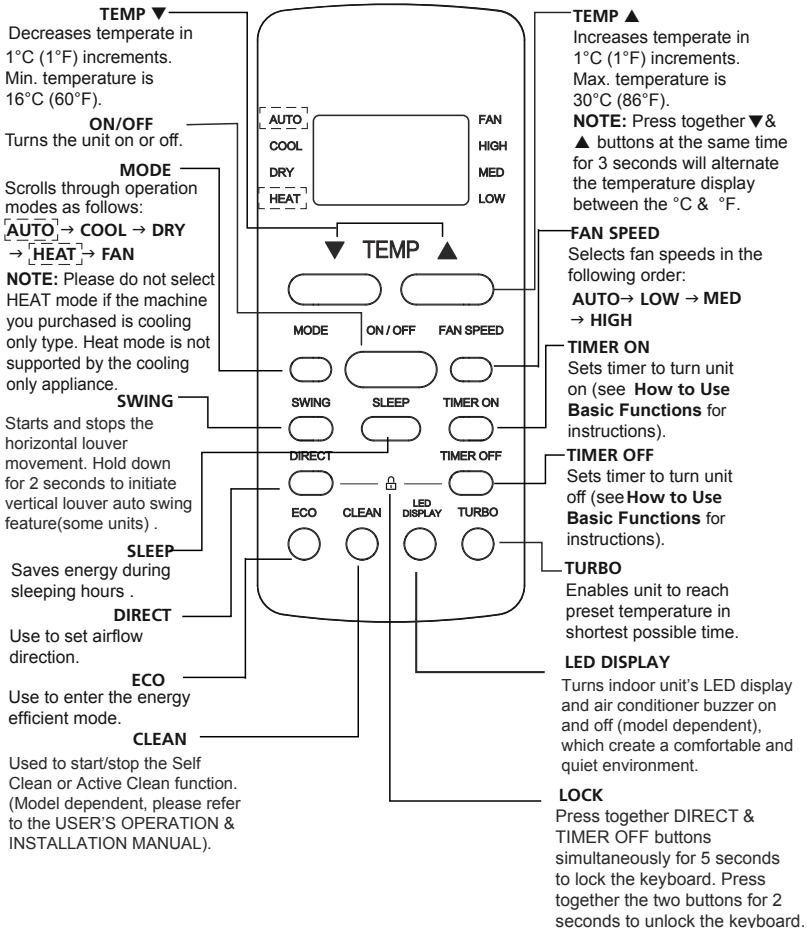 TEMP ▼
Decreases temperate in
1°C (1°F) increments.
Min. temperature is
16°C (60°F).
ON/OFF
Turns the unit on or off.
MODE
Scrolls through operation
modes as follows:
AUTO → COOL → DRY
→ HEAT → FAN
NOTE: Please do not select
HEAT mode if the machine
you purchased is cooling
only type. Heat mode is not
supported by the cooling
only appliance.
SWING
Starts and stops the
horizontal louver
movement. Hold down
for 2 seconds to initiate
vertical louver auto swing
feature(some units) .
SLEEP
Saves energy during
sleeping hours .
DIRECT
Use to set airflow
direction.
ECO
Use to enter the energy
efficient mode.
CLEAN
Used to start/stop the Self
Clean or Active Clean function.
(Model dependent, please refer
to the USER'S OPERATION &
INSTALLATION MANUAL).
AUTO FAN
COOL HIGH
DRY MED
HEAT LOW
▼ TEMP ▲
MODE ON / OFF FAN SPEED
SWING SLEEP TIMER ON
DIRECT TIMER OFF
ECO CLEAN LED DISPLAY TURBO
TEMP ▲
Increases temperate in
1°C (1°F) increments.
Max. temperature is
30°C (86°F).
NOTE: Press together ▼&
▲ buttons at the same time
for 3 seconds will alternate
the temperature display
between the °C & °F.
FAN SPEED
Selects fan speeds in the
following order:
AUTO→ LOW → MED
→ HIGH
TIMER ON
Sets timer to turn unit
on (see How to Use
Basic Functions for
instructions).
TIMER OFF
Sets timer to turn unit
off (see How to Use
Basic Functions for
instructions).
TURBO
Enables unit to reach
preset temperature in
shortest possible time.
LED DISPLAY
Turns indoor unit's LED display
and air conditioner buzzer on
and off (model dependent),
which create a comfortable and
quiet environment.
LOCK
Press together DIRECT &
TIMER OFF buttons
simultaneously for 5 seconds
to lock the keyboard. Press
together the two buttons for 2
seconds to unlock the keyboard.